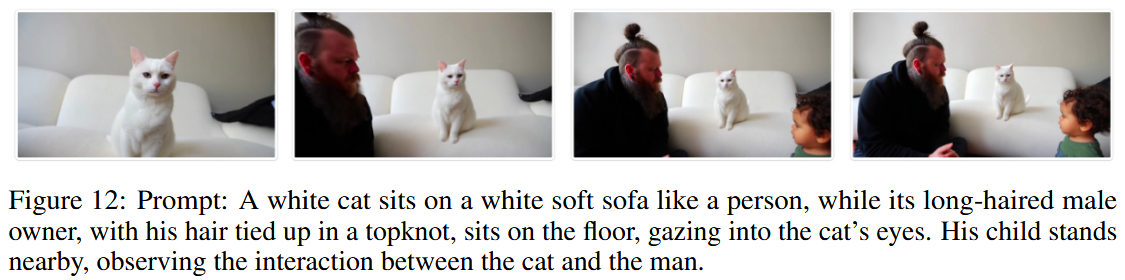 Figure 12: Prompt: A white cat sits on a white soft sofa like a person, while its long-haired male
owner, with his hair tied up in a topknot, sits on the floor, gazing into the cat's eyes. His child stands
nearby, observing the interaction between the cat and the man.